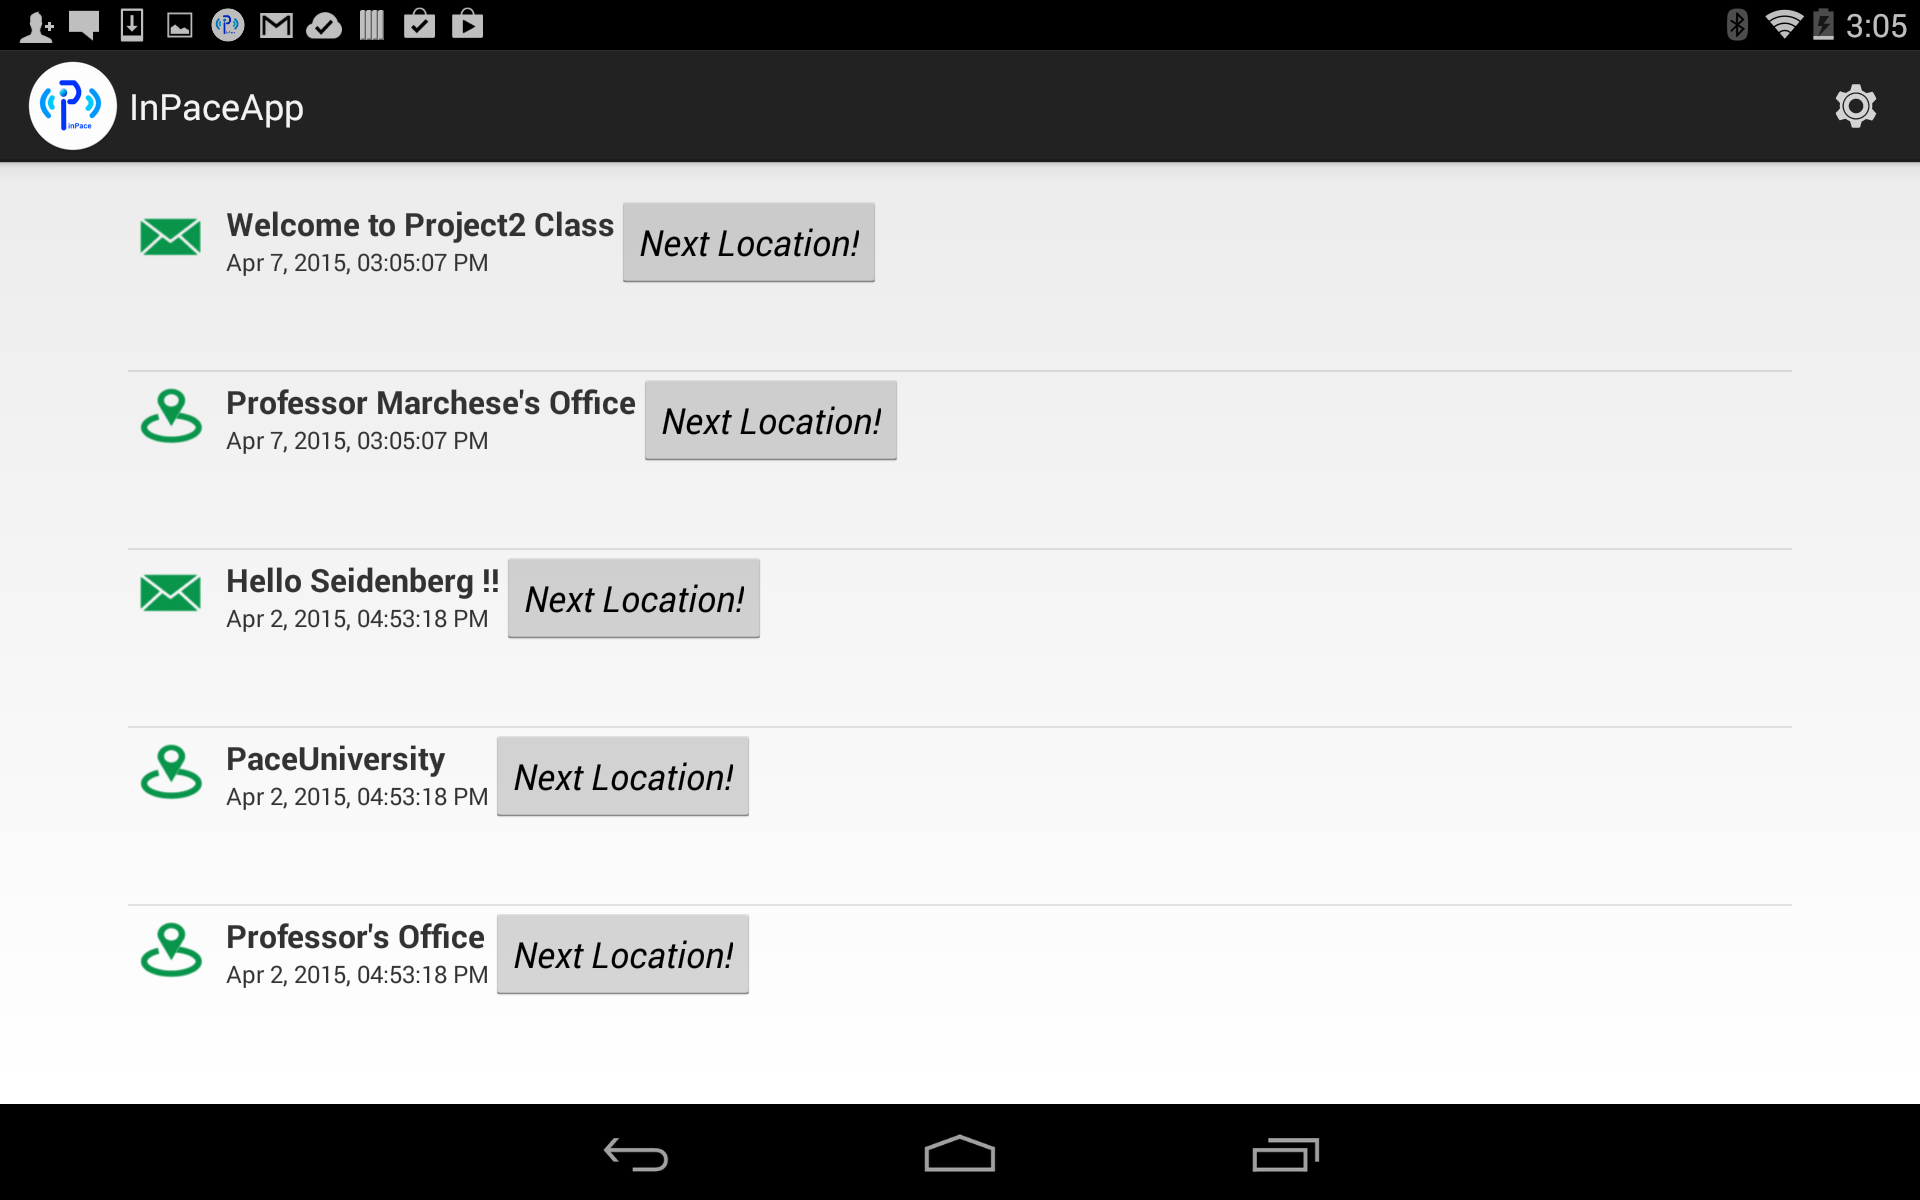 3:05
inPace
InPaceApp
Welcome to Project2 Class
Next Location!
Apr 7, 2015, 03:05:07 PM
Professor Marchese's Office
Next Location!
Apr 7, 2015, 03:05:07 PM
Hello Seidenberg !!
Next Location!
Apr 2, 2015, 04:53:18 PM
PaceUniversity
Next Location!
Apr 2, 2015, 04:53:18 PM
Professor's Office
Next Location!
Apr 2, 2015, 04:53:18 PM